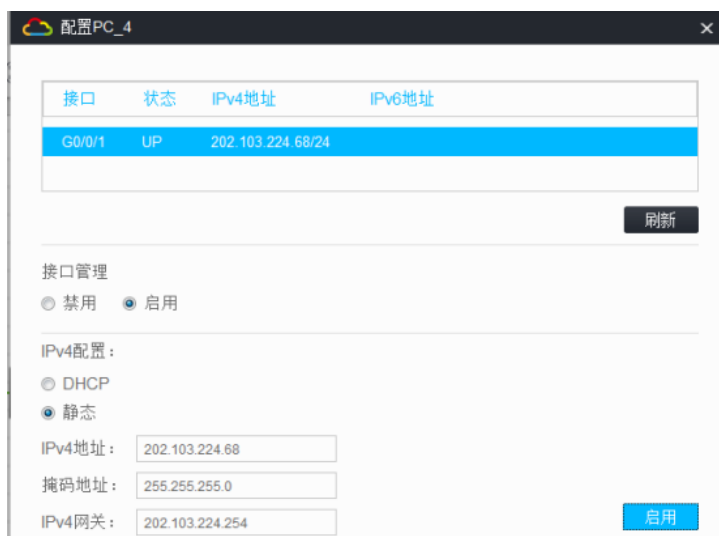 配置PC_4
接口 状态 IPv4地址 IPv6地址
G0/0/1 UP 202.103.224.68/24
刷新
接口管理
禁用 启用
IPv4配置：
DHCP
静态
IPv4地址： 202.103.224.68
掩码地址： 255.255.255.0
IPv4网关： 202.103.224.254 启用